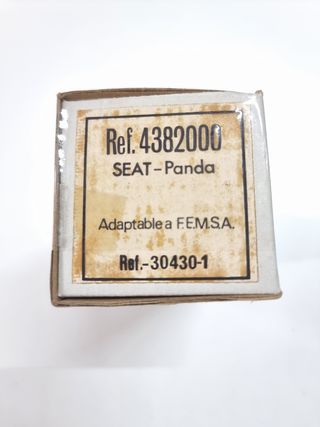 Ref. 4382000
SEAT-Panda
Adaptable a F.E.M.S.A.
Ref.-30430-1